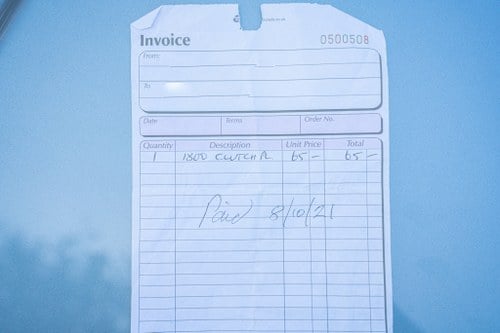 Invoice 0500508
From:
To
Date Terms Order No.
Quantity Description Unit Price Total
1 1800 CLUTCH 65 - 65 -
Paid 8/10/21